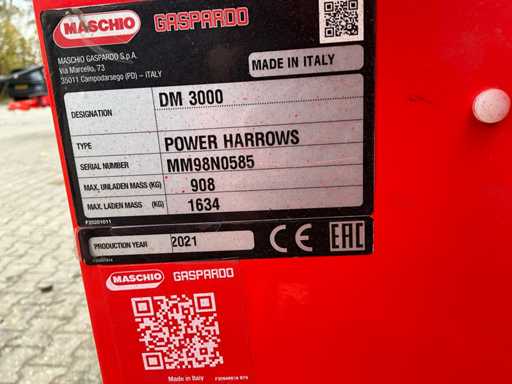 MASCHIO GASPARDO
MASCHIO GASPARDO S.p.A.
Via Marcello, 73
35011 Campodarsego (PD) - ITALY
MADE IN ITALY
DESIGNATION DM 3000
TYPE POWER HARROWS
SERIAL NUMBER MM98N0585
MAX. UNLADEN MASS (KG) 908
MAX. LADEN MASS (KG) 1634
F20201011
PRODUCTION YEAR 2021 CE EAC
MASCHIO GASPARDO
Made in Italy